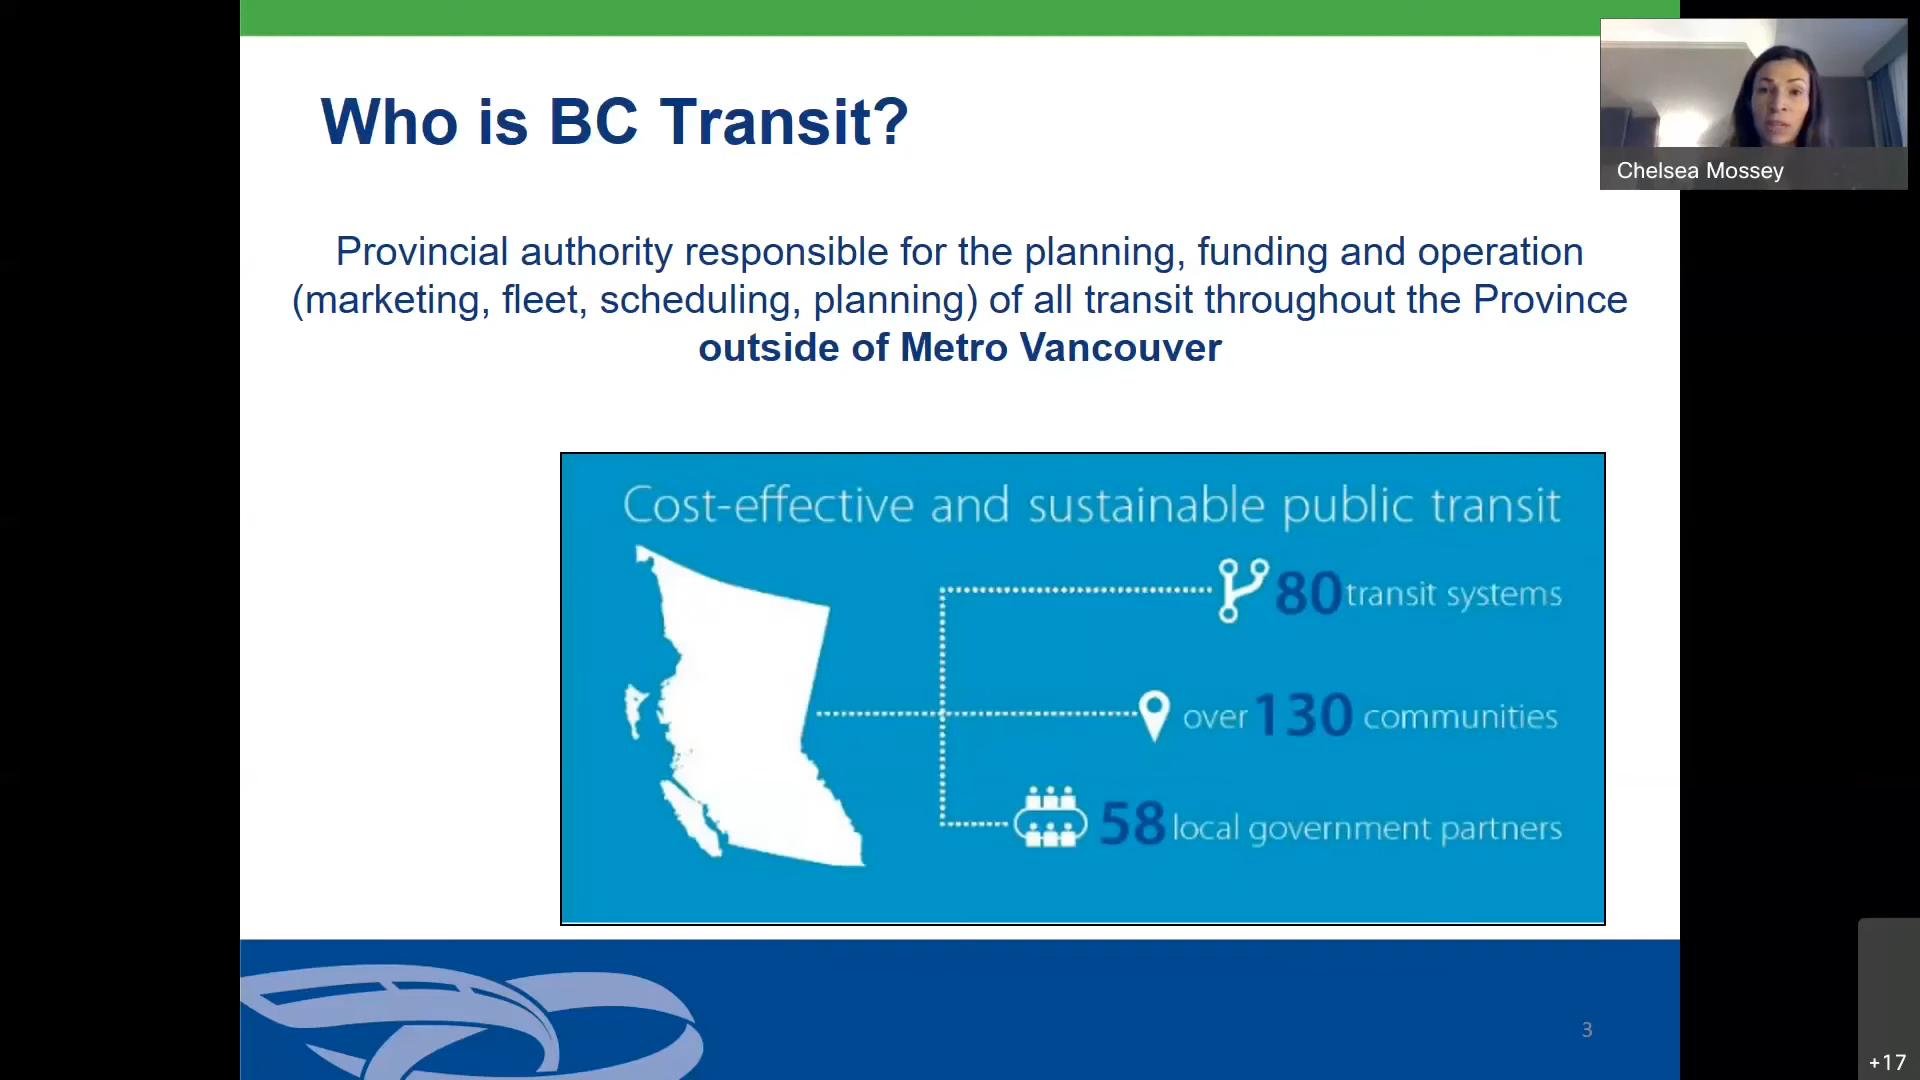 Who is BC Transit?
Chelsea Mossey
Provincial authority responsible for the planning, funding and operation
(marketing, fleet, scheduling, planning) of all transit throughout the Province
outside of Metro Vancouver
Cost-effective and sustainable public transit
80 transit systems
over 130 communities
58 local government partners
3
+17